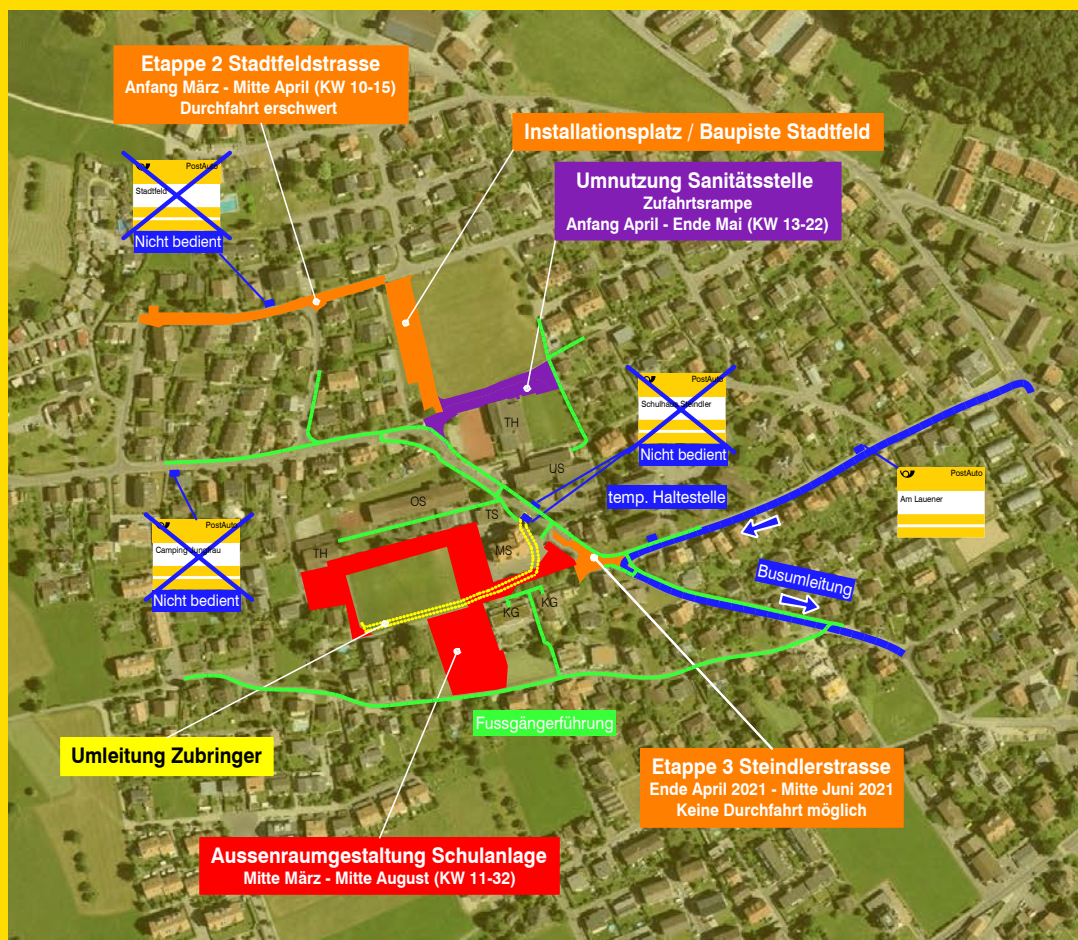 Etappe 2 Stadtfeldstrasse
Anfang März - Mitte April (KW 10-15)
Durchfahrt erschwert
Installationsplatz / Baupiste Stadtfeld
Umnutzung Sanitätsstelle
Zufahrtsrampe
Anfang April - Ende Mai (KW 13-22)
PostAuto
Stadtfeld
Nicht bedient
PostAuto
Schulhaus Steindler
Nicht bedient
TH
US
temp. Haltestelle
PostAuto
Am Lauener
OS
TS
MS
TH
PostAuto
Camping Jungfrau
Nicht bedient
Busumleitung
KG
KG
Fussgängerführung
Umleitung Zubringer
Etappe 3 Steindlerstrasse
Ende April 2021 - Mitte Juni 2021
Keine Durchfahrt möglich
Aussenraumgestaltung Schulanlage
Mitte März - Mitte August (KW 11-32)